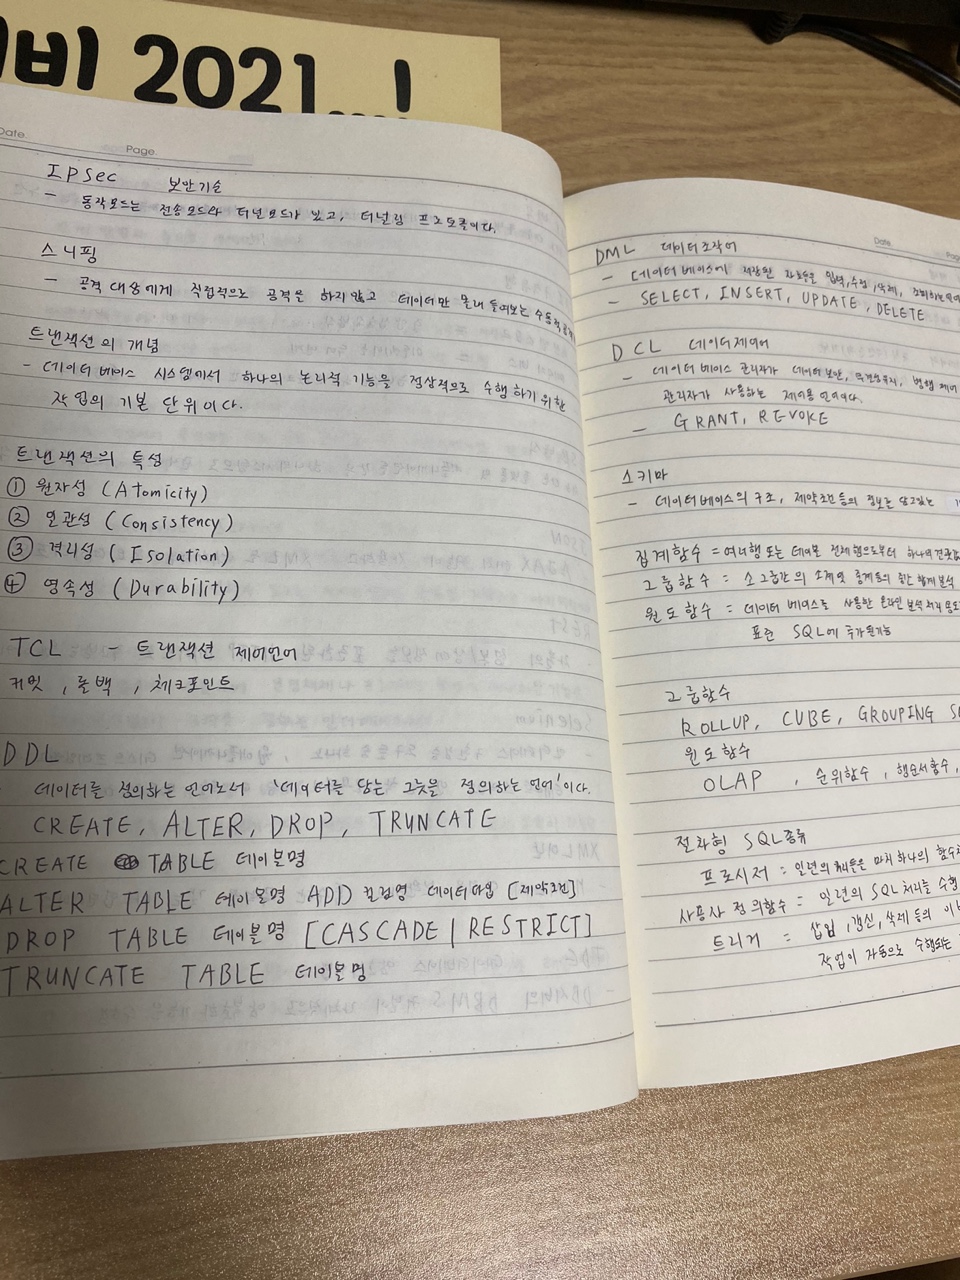 비 2021...!
Date.
Page.
IPSec 보안기술
- 동작모드는 전송모드와 터널모드가 있고, 터널링 프로토콜이다.
스니핑
- 공격 대상에게 직접적으로 공격을 하지않고 데이터만 몰래 들여보는 수동적
트랜잭션의 개념
- 데이터베이스 시스템에서 하나의 논리적 기능을 정상적으로 수행하기 위한
작업의 기본 단위이다.
트랜잭션의 특성
① 원자성 (Atomicity)
② 일관성 (Consistency)
③ 격리성 (Isolation)
④ 영속성 (Durability)
TCL - 트랜잭션 제어언어
커밋, 롤백, 체크포인트
DDL
데이터를 정의하는 언어로서 '데이터를 담는 그릇을 정의하는 언어'이다.
CREATE, ALTER, DROP, TRUNCATE
CREATE TABLE 테이블명
ALTER TABLE 테이블명 ADD 컬럼명 데이터타입 [제약조건]
DROP TABLE 테이블명 [CASCADE | RESTRICT]
TRUNCATE TABLE 테이블명
Date.
DML 데이터조작어
- 데이터베이스에 저장된 자료들을 입력,수정,삭제, 조회하는
- SELECT, INSERT, UPDATE, DELETE
DCL 데이터제어어
- 데이터베이스 관리자가 데이터보안, 무결성유지, 병행제어
관리자가 사용하는 제어용 언어이다.
- GRANT, REVOKE
스키마
- 데이터베이스의 구조, 제약조건 등의 정보를 담고있는
집계함수 = 여러행 또는 테이블 전체 행으로부터 하나의
그룹함수 = 소그룹간의 소계및 중계등의 중간 합계 분석
윈도함수 = 데이터베이스를 사용한 온라인 분석처리 용도
표준 SQL에 추가된기능
그룹함수
ROLLUP, CUBE, GROUPING
윈도함수
OLAP, 순위함수, 행순서함수,
절차형 SQL종류
프로시저 = 일련의 쿼리들을 마치 하나의 함수
사용자 정의함수 = 일련의 SQL처리를 수행
트리거 = 삽입,갱신,삭제 등의
작업이 자동으로 수행되는